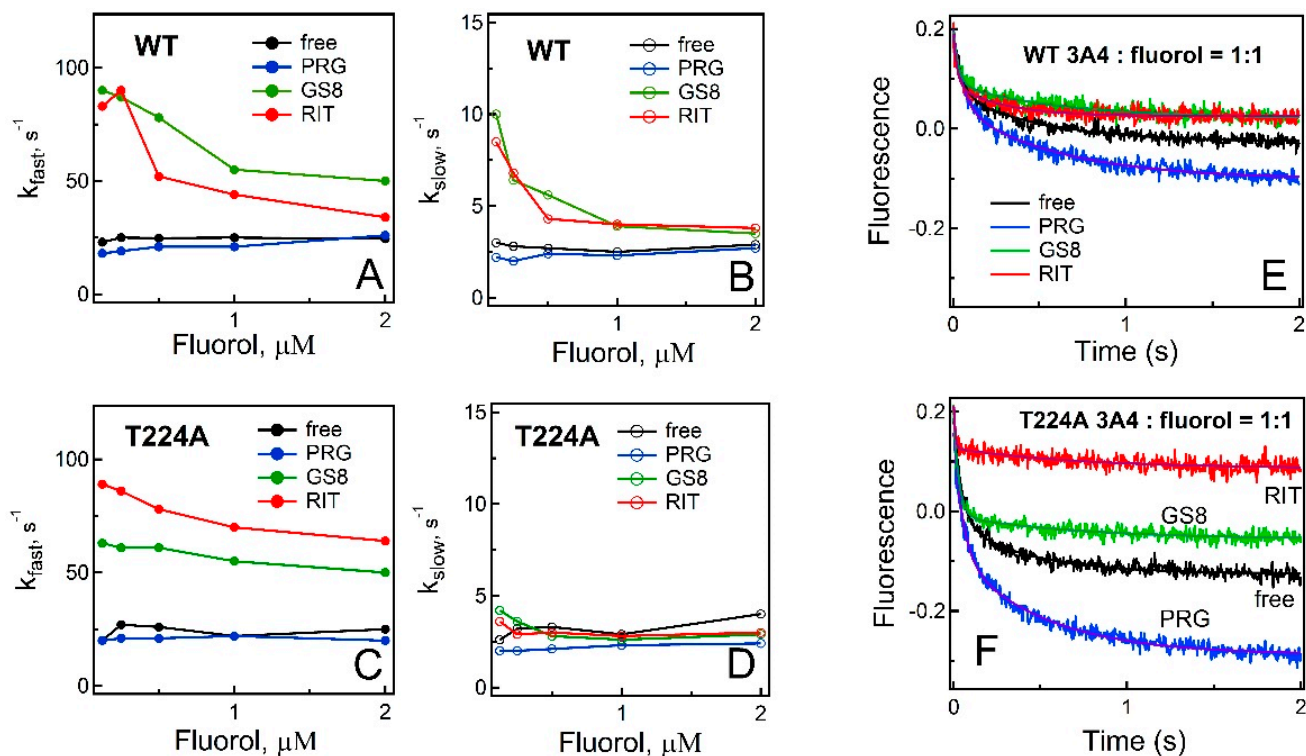 WT
free
PRG
GS8
RIT
100
50
0
k_fast, s^-1
1
2
Fluorol, µM
A
WT
free
PRG
GS8
RIT
15
10
5
0
k_slow, s^-1
1
2
Fluorol, µM
B
WT 3A4 : fluorol = 1:1
0.2
0.0
-0.2
Fluorescence
free
PRG
GS8
RIT
E
0
1
2
Time (s)
T224A
free
PRG
GS8
RIT
100
50
0
k_fast, s^-1
1
2
Fluorol, µM
C
T224A
free
PRG
GS8
RIT
15
10
5
0
k_slow, s^-1
1
2
Fluorol, µM
D
T224A 3A4 : fluorol = 1:1
0.2
0.0
-0.2
Fluorescence
RIT
GS8
free
PRG
F
0
1
2
Time (s)